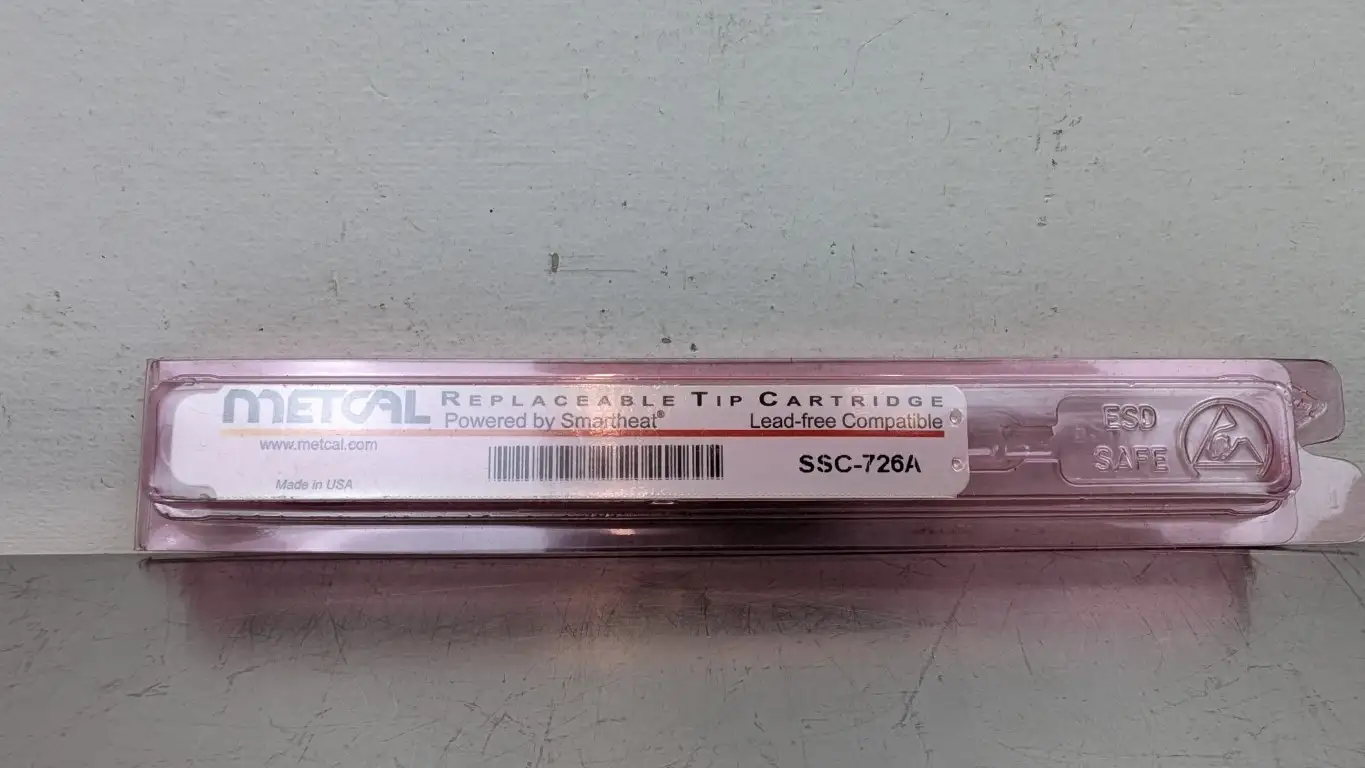 METCAL REPLACEABLE TIP CARTRIDGE
Powered by Smartheat® Lead-free Compatible
www.metcal.com
SSC-726A
Made in USA
ESD
SAFE